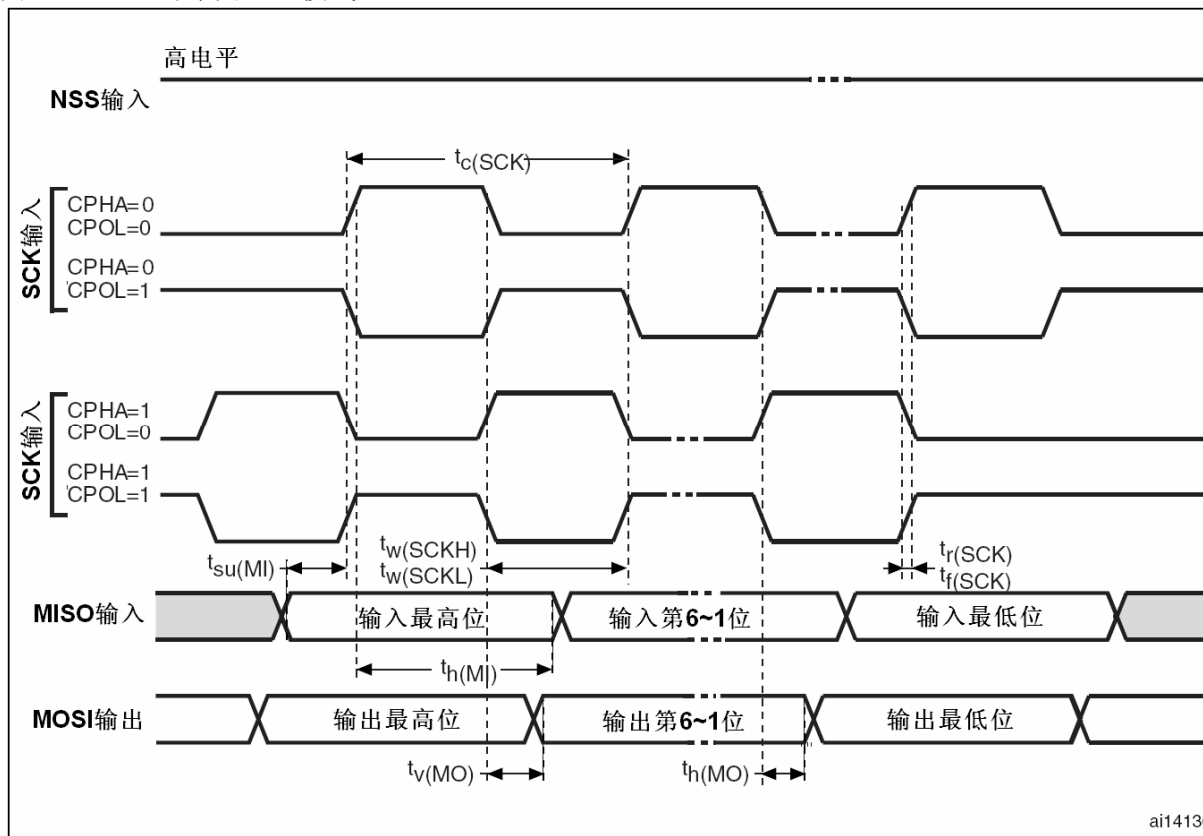 高电平
NSS输入
tc(SCK)
SCK输入
CPHA=0
CPOL=0
CPHA=0
CPOL=1
SCK输入
CPHA=1
CPOL=0
CPHA=1
CPOL=1
tsu(MI)
tw(SCKH)
tw(SCKL)
tr(SCK)
tf(SCK)
MISO输入
输入最高位
输入第6~1位
输入最低位
th(MI)
MOSI输出
输出最高位
输出第6~1位
输出最低位
tv(MO)
th(MO)
ai1413